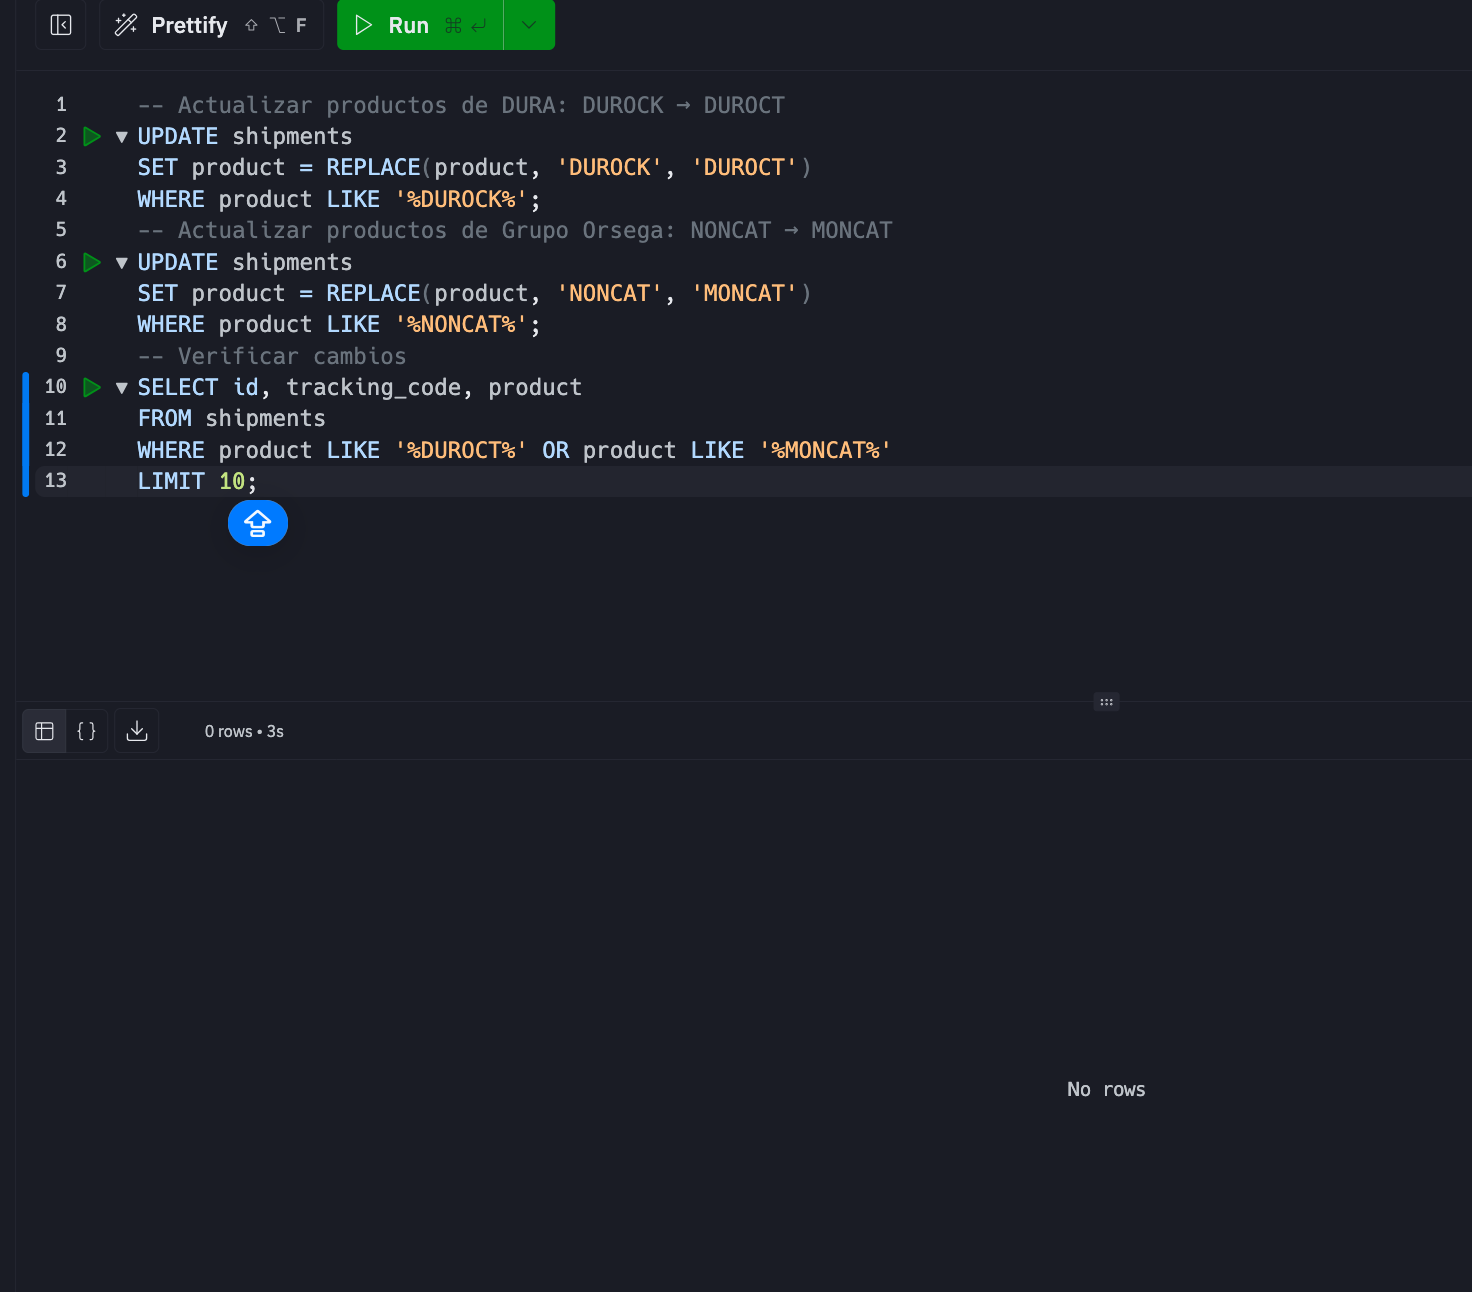 Prettify ⇧ ⌥ F Run ⌘ ↵
1 -- Actualizar productos de DURA: DUROCK → DUROCT
2 UPDATE shipments
3 SET product = REPLACE(product, 'DUROCK', 'DUROCT')
4 WHERE product LIKE '%DUROCK%';
5 -- Actualizar productos de Grupo Orsega: NONCAT → MONCAT
6 UPDATE shipments
7 SET product = REPLACE(product, 'NONCAT', 'MONCAT')
8 WHERE product LIKE '%NONCAT%';
9 -- Verificar cambios
10 SELECT id, tracking_code, product
11 FROM shipments
12 WHERE product LIKE '%DUROCT%' OR product LIKE '%MONCAT%'
13 LIMIT 10;
{ } 0 rows • 3s
No rows